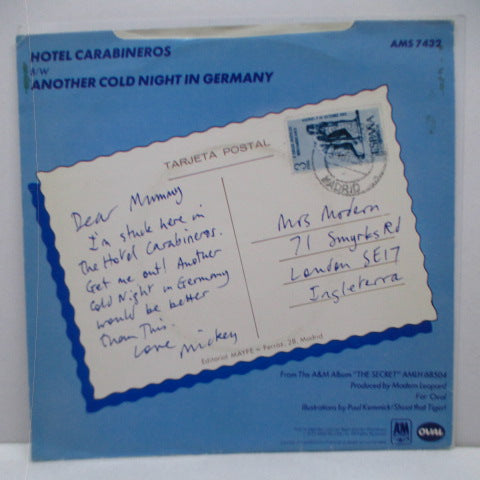 HOTEL CARABINEROS
B/W
ANOTHER COLD NIGHT IN GERMANY
AMS 7432
TARJETA POSTAL
Dear Mummy
I'm stuck here in
the Hotel Carabineros.
Get me out! Another
Cold Night in Germany
would be better
than This
Love Mickey
MADRID
Mrs Modern
71 Smyrks Rd
London SE17
Ingleterra
Editorial MAYFE - Ferraz, 28, Madrid
From The A&M Album "THE SECRET" AMLH 68504
Produced by Modern Leopard
For Oval
Illustrations by Paul Kemmick/Shoot that Tiger!
A&M
OVAL